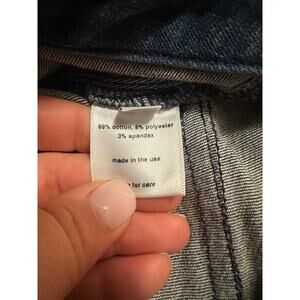 89% cotton, 8% polyester
3% spandex
made in the usa
for care